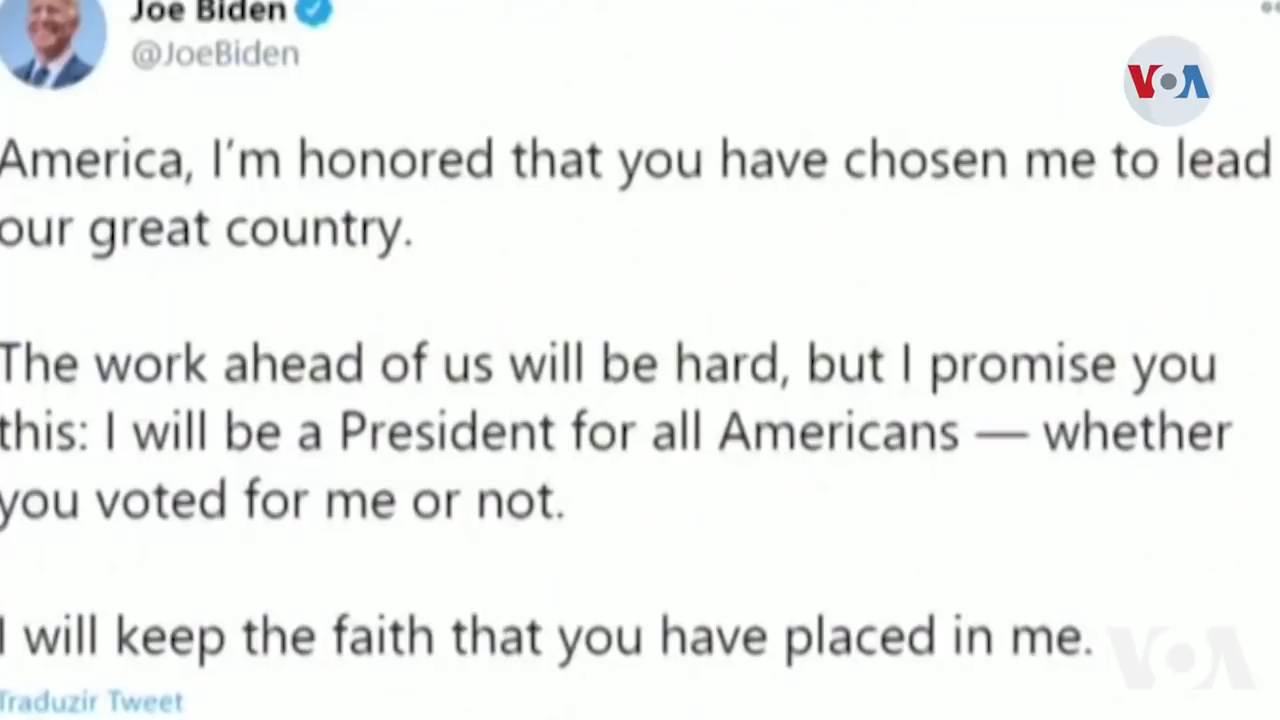 Joe Biden
@JoeBiden
VOA
America, I'm honored that you have chosen me to lead
our great country.
The work ahead of us will be hard, but I promise you
this: I will be a President for all Americans — whether
you voted for me or not.
I will keep the faith that you have placed in me.
VOA
Traduzir Tweet